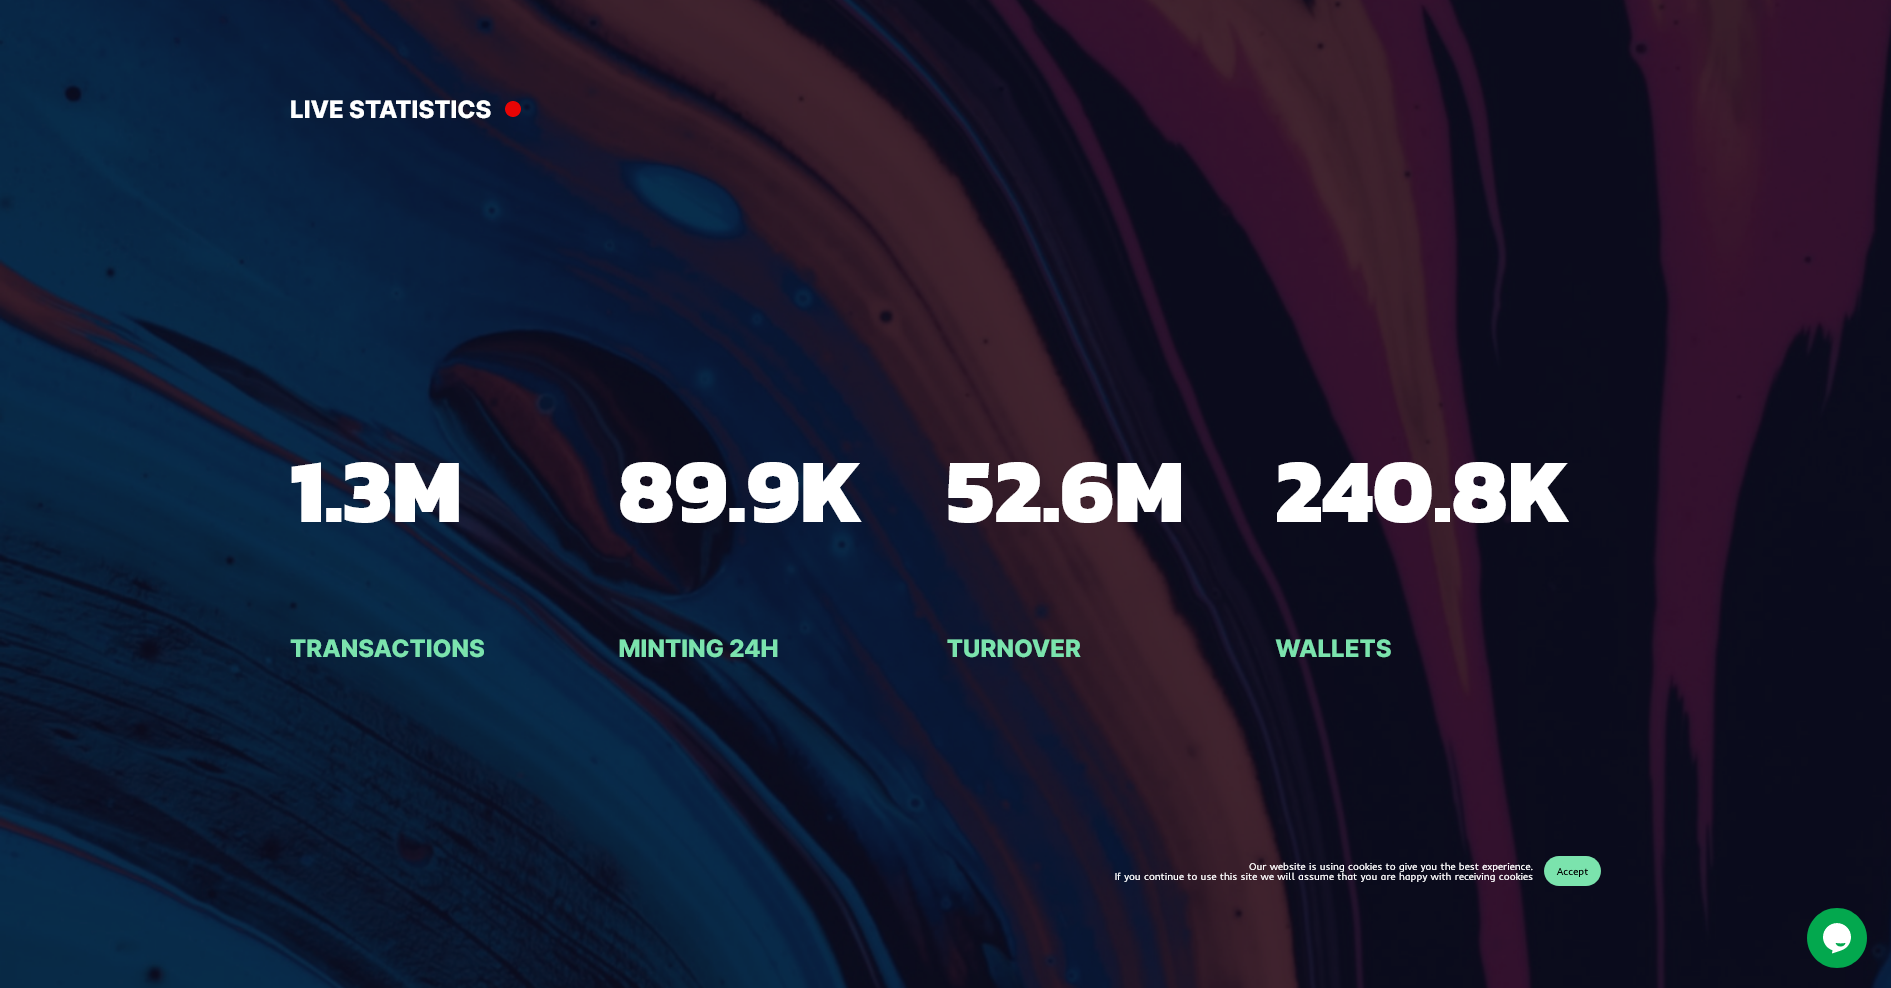 LIVE STATISTICS
1.3M
89.9K
52.6M
240.8K
TRANSACTIONS
MINTING 24H
TURNOVER
WALLETS
Our website is using cookies to give you the best experience.
If you continue to use this site we will assume that you are happy with receiving cookies
Accept